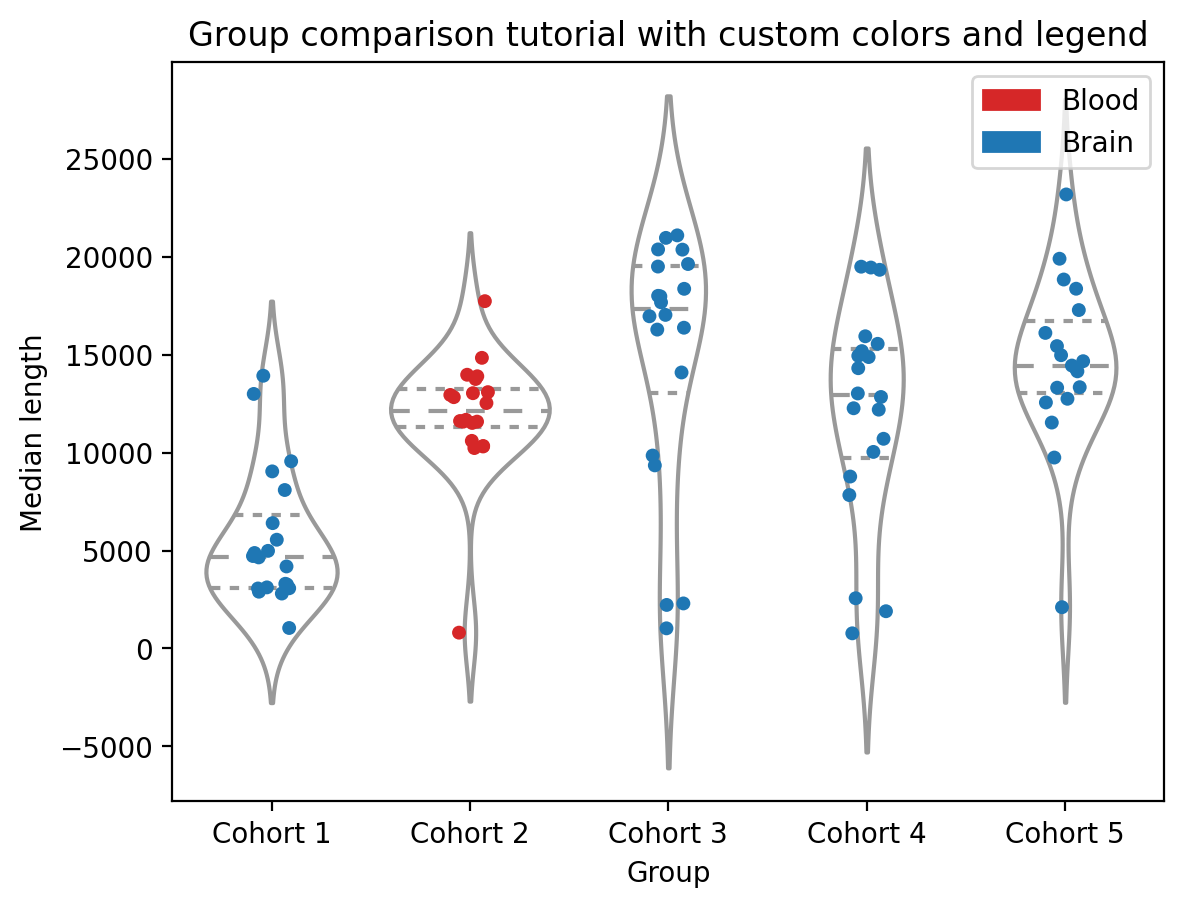 Group comparison tutorial with custom colors and legend
Blood
Brain
25000
20000
15000
10000
5000
0
−5000
Median length
Cohort 1
Cohort 2
Cohort 3
Cohort 4
Cohort 5
Group